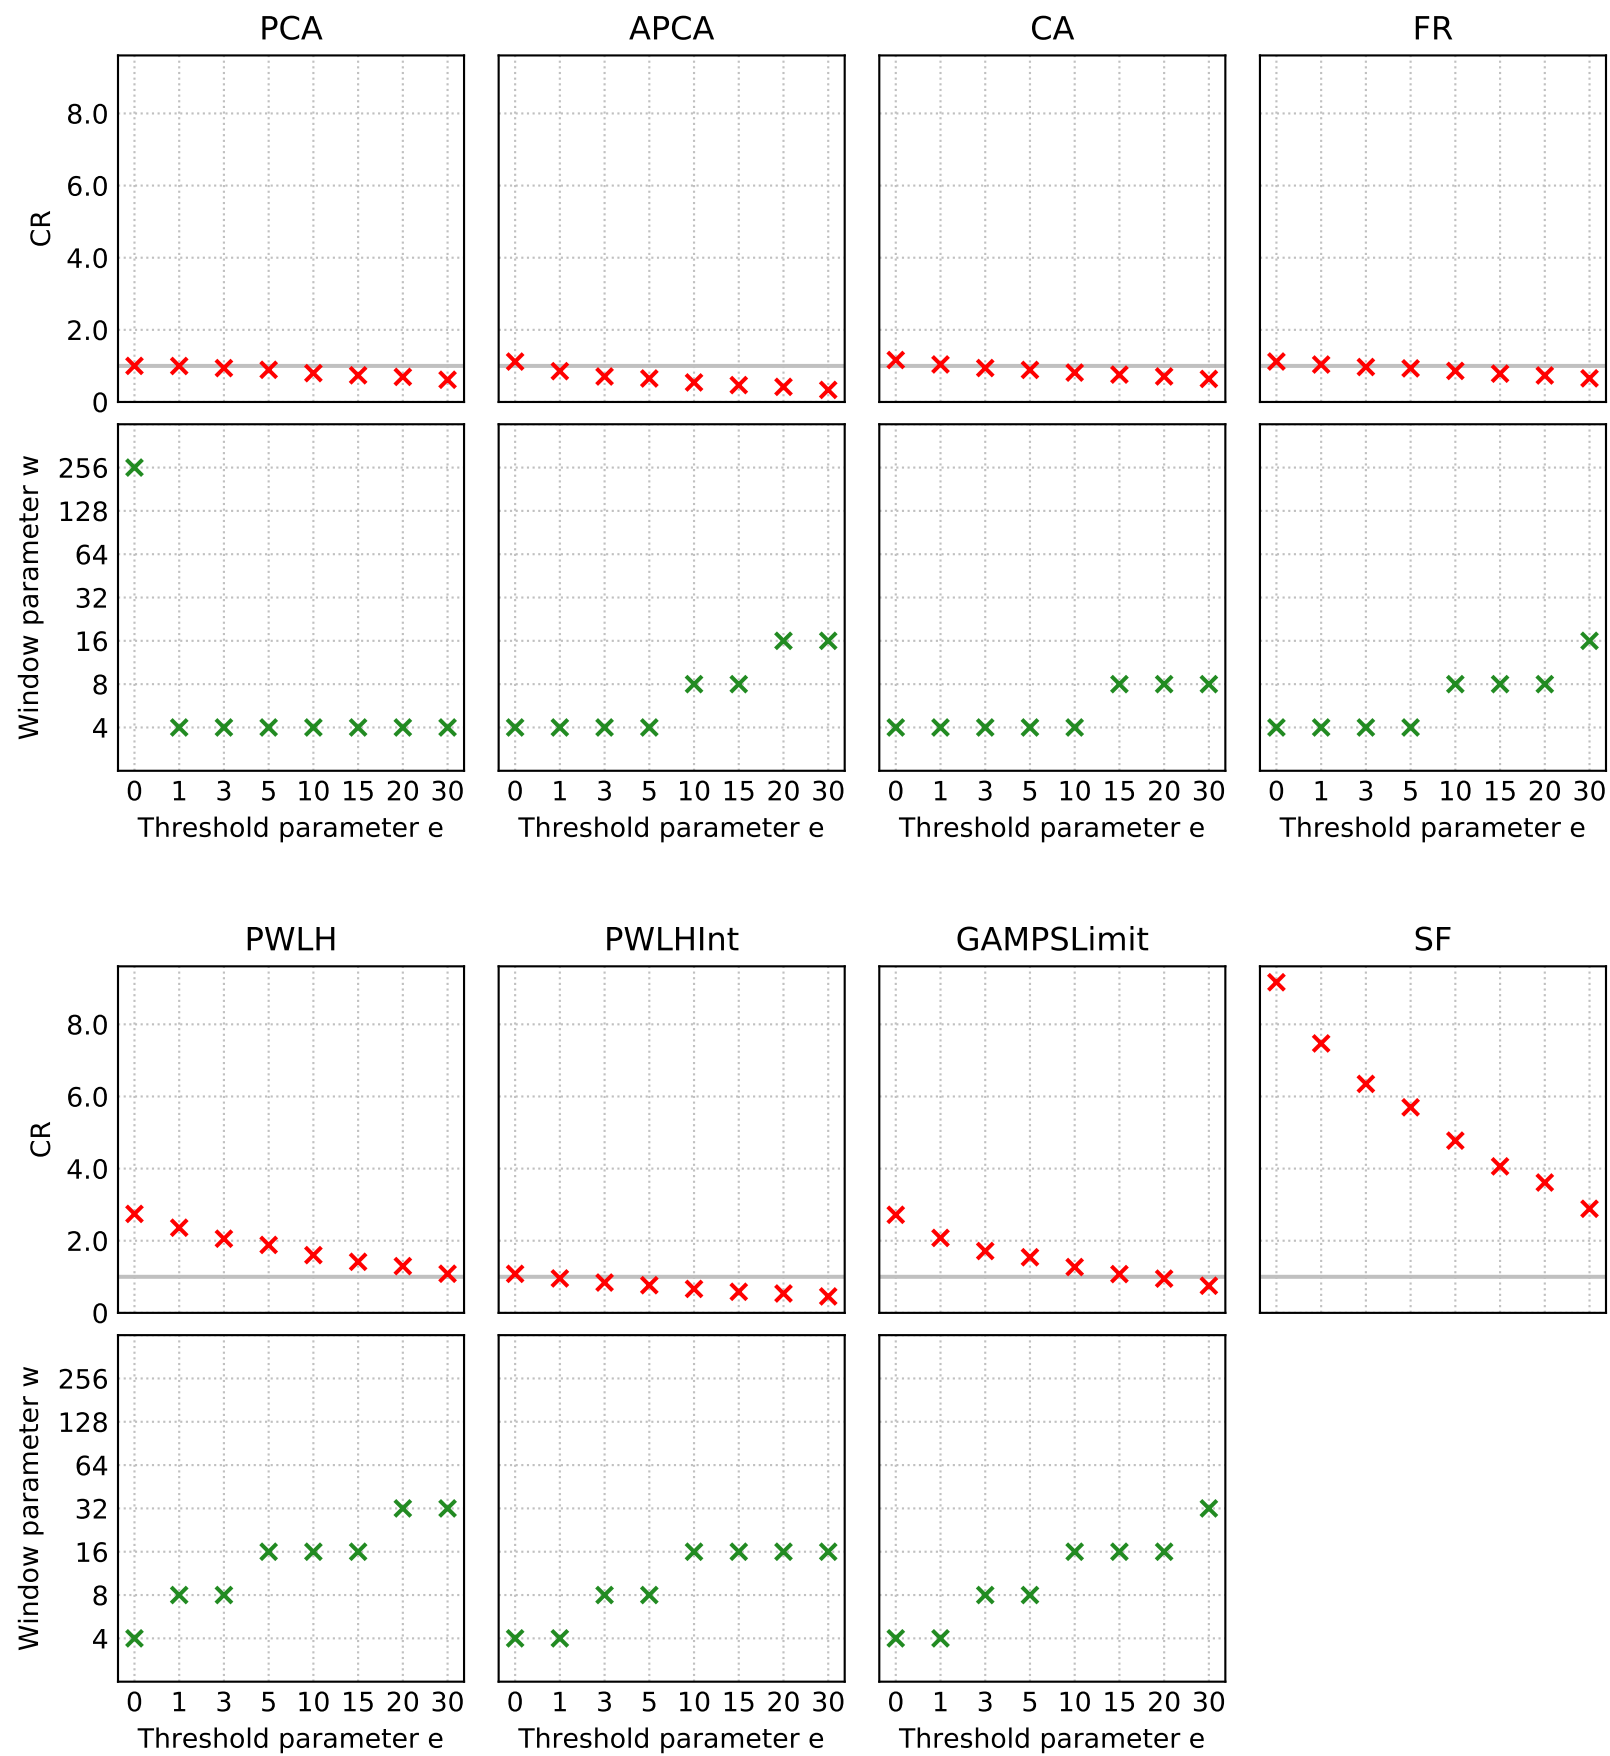 PCA APCA CA FR
8.0
6.0
4.0
2.0
0
CR
256
128
64
32
16
8
4
Window parameter w
0 1 3 5 10 15 20 30 0 1 3 5 10 15 20 30 0 1 3 5 10 15 20 30 0 1 3 5 10 15 20 30
Threshold parameter e Threshold parameter e Threshold parameter e Threshold parameter e
PWLH PWLHInt GAMPSLimit SF
8.0
6.0
4.0
2.0
0
CR
256
128
64
32
16
8
4
Window parameter w
0 1 3 5 10 15 20 30 0 1 3 5 10 15 20 30 0 1 3 5 10 15 20 30
Threshold parameter e Threshold parameter e Threshold parameter e